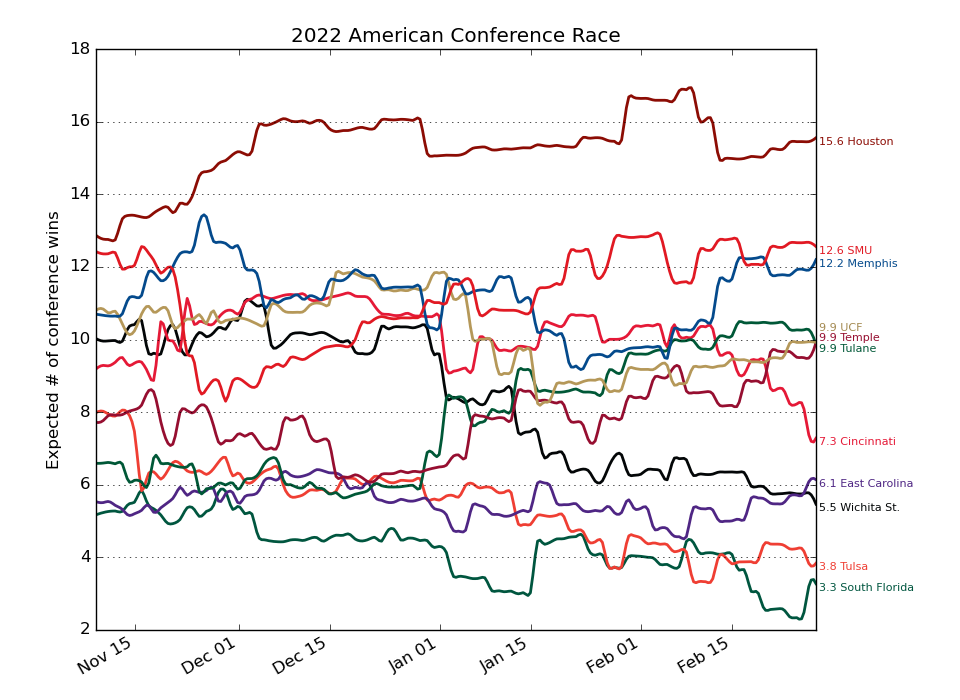 2022 American Conference Race
Expected # of conference wins
18
16
14
12
10
8
6
4
2
Nov 15
Dec 01
Dec 15
Jan 01
Jan 15
Feb 01
Feb 15
15.6 Houston
12.6 SMU
12.2 Memphis
9.9 UCF
9.9 Temple
9.9 Tulane
7.3 Cincinnati
6.1 East Carolina
5.5 Wichita St.
3.8 Tulsa
3.3 South Florida